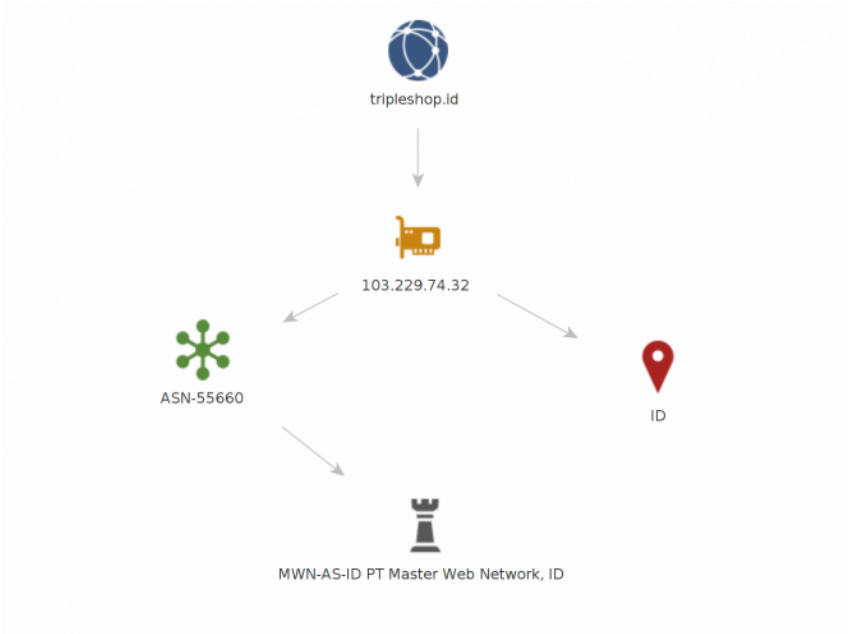 tripleshop.id
103.229.74.32
ASN-55660
ID
MWN-AS-ID PT Master Web Network, ID